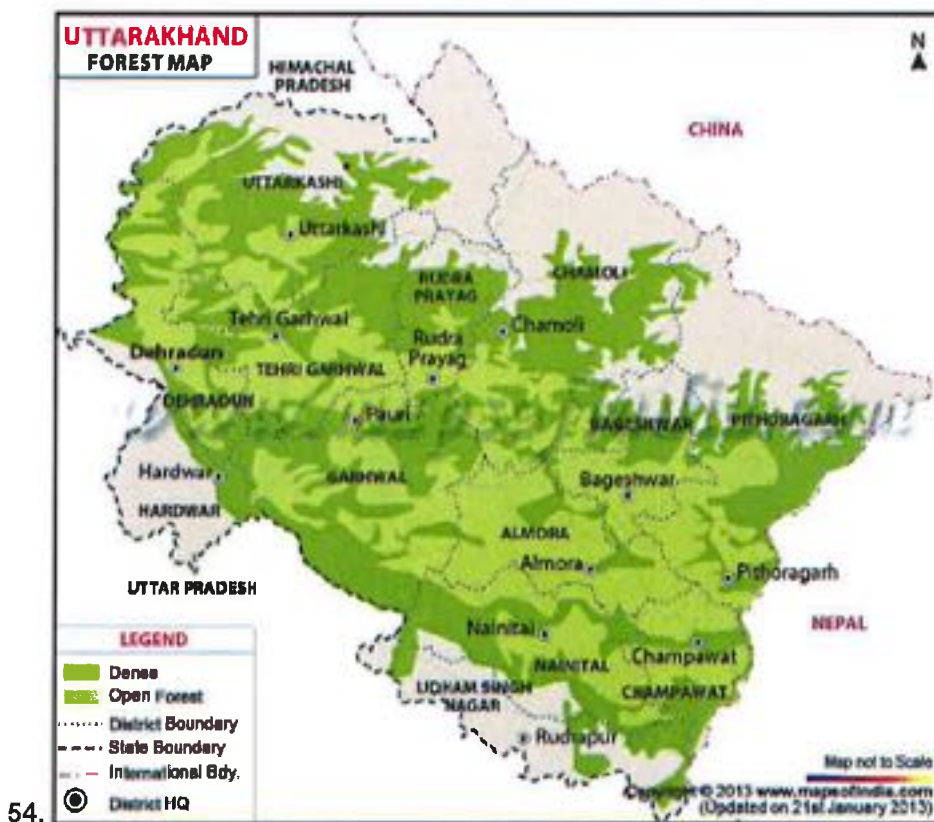 UTTARAKHAND
FOREST MAP
N
HIMACHAL
PRADESH
CHINA
UTTARKASHI
Uttarkashi
RUDRA
PRAYAG
CHAMOLI
Tehri Garhwal
Rudra
Prayag
Chamoli
Dehradun
TEHRI GARHWAL
DEHRADUN
Pauri
BAGESHWAR
PITHORAGARH
Hardwar
GARHWAL
Bageshwar
HARDWAR
ALMORA
Almora
Pithoragarh
UTTAR PRADESH
NEPAL
Nainital
Champawat
NAINITAL
CHAMPAWAT
UDHAM SINGH
NAGAR
Rudrapur
LEGEND
Dense
Open Forest
District Boundary
State Boundary
International Bdy.
District HQ
Map not to Scale
Copyright © 2013 www.mapsofindia.com
(Updated on 21st January 2013)
54.